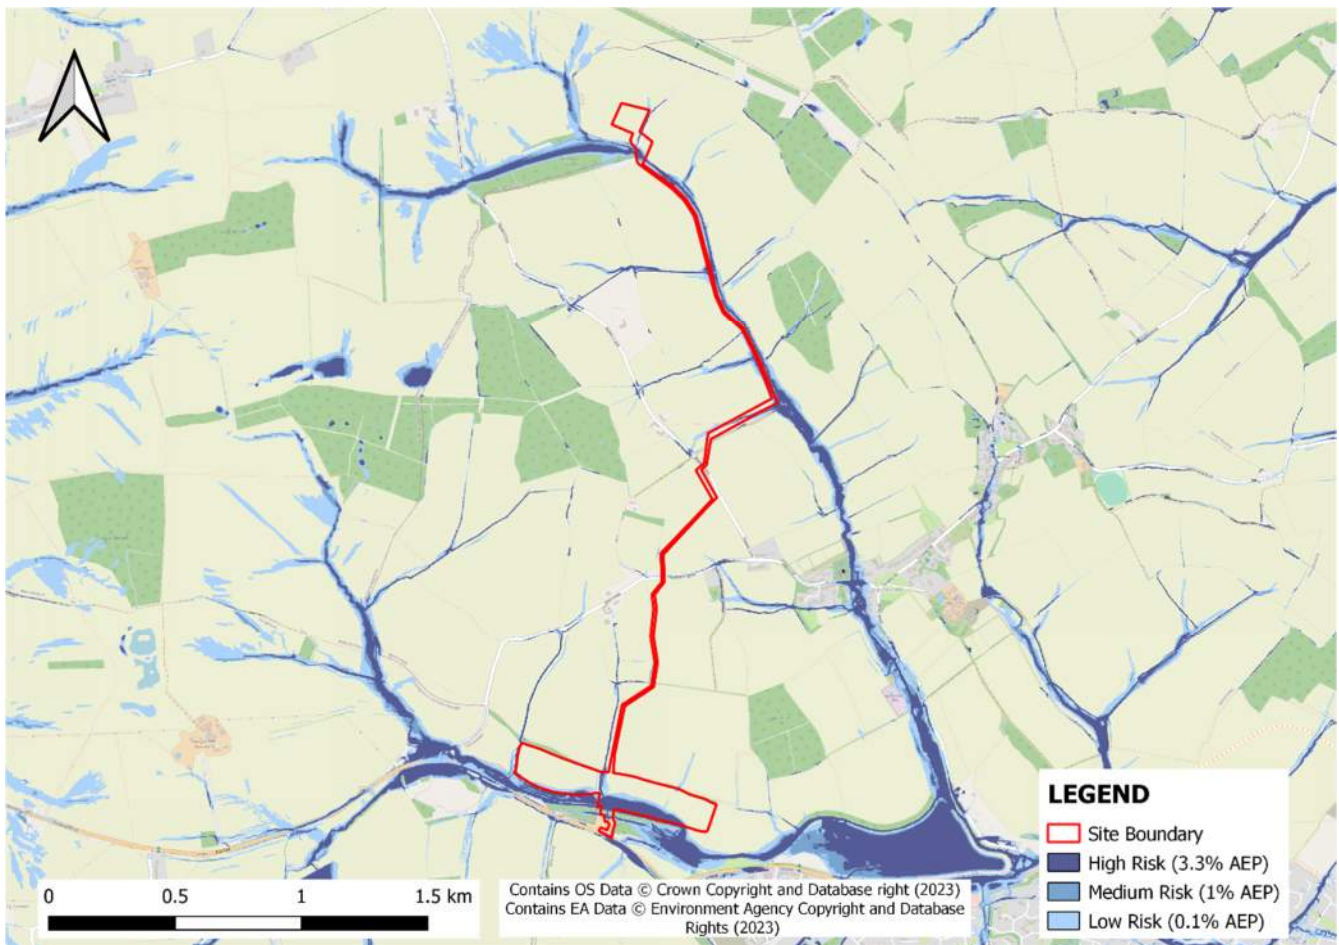 LEGEND
Site Boundary
High Risk (3.3% AEP)
Medium Risk (1% AEP)
Low Risk (0.1% AEP)
0 0.5 1 1.5 km
Contains OS Data © Crown Copyright and Database right (2023)
Contains EA Data © Environment Agency Copyright and Database
Rights (2023)